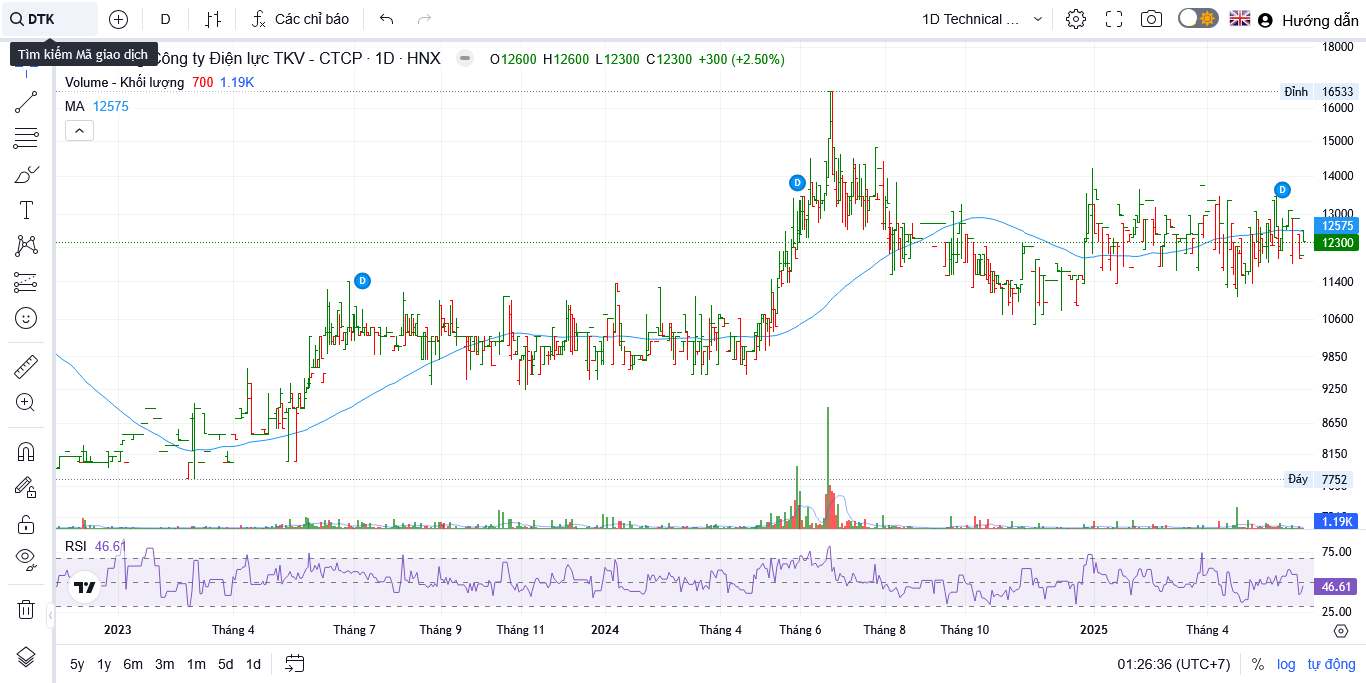 DTK
D
Các chỉ báo
1D Technical ...
Hướng dẫn
Tìm kiếm Mã giao dịch
Công ty Điện lực TKV - CTCP · 1D · HNX
O12600 H12600 L12300 C12300 +300 (+2.50%)
Volume - Khối lượng 700 1.19K
MA 12575
18000
Đỉnh 16533
16000
15000
14000
13000
12575
12300
11400
10600
9850
9250
8650
8150
Đáy 7752
1.19K
D
D
D
RSI 46.61
75.00
46.61
25.00
2023 Tháng 4 Tháng 7 Tháng 9 Tháng 11 2024 Tháng 4 Tháng 6 Tháng 8 Tháng 10 2025 Tháng 4
5y 1y 6m 3m 1m 5d 1d
01:26:36 (UTC+7) % log tự động